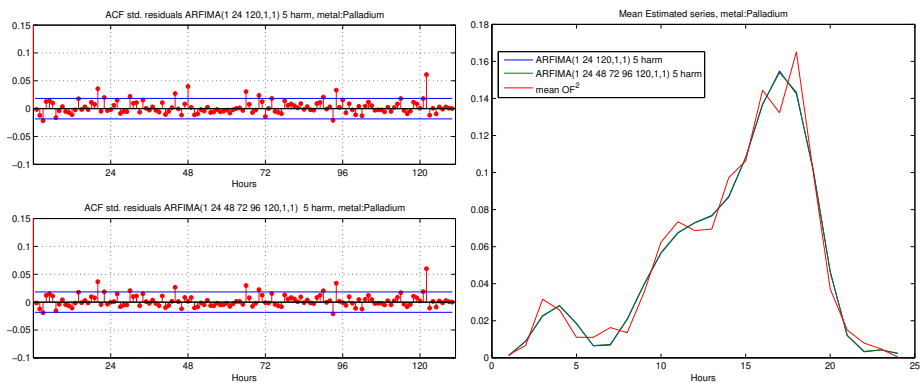 ACF std. residuals ARFIMA(1 24 120,1,1) 5 harm, metal:Palladium
0.15
0.1
0.05
0
−0.05
−0.1
24 48 72 96 120
Hours
ACF std. residuals ARFIMA(1 24 48 72 96 120,1,1) 5 harm, metal:Palladium
0.15
0.1
0.05
0
−0.05
−0.1
24 48 72 96 120
Hours
Mean Estimated series, metal:Palladium
0.18
0.16
0.14
0.12
0.1
0.08
0.06
0.04
0.02
0
ARFIMA(1 24 120,1,1) 5 harm
ARFIMA(1 24 48 72 96 120,1,1) 5 harm
mean OF²
0 5 10 15 20 25
Hours